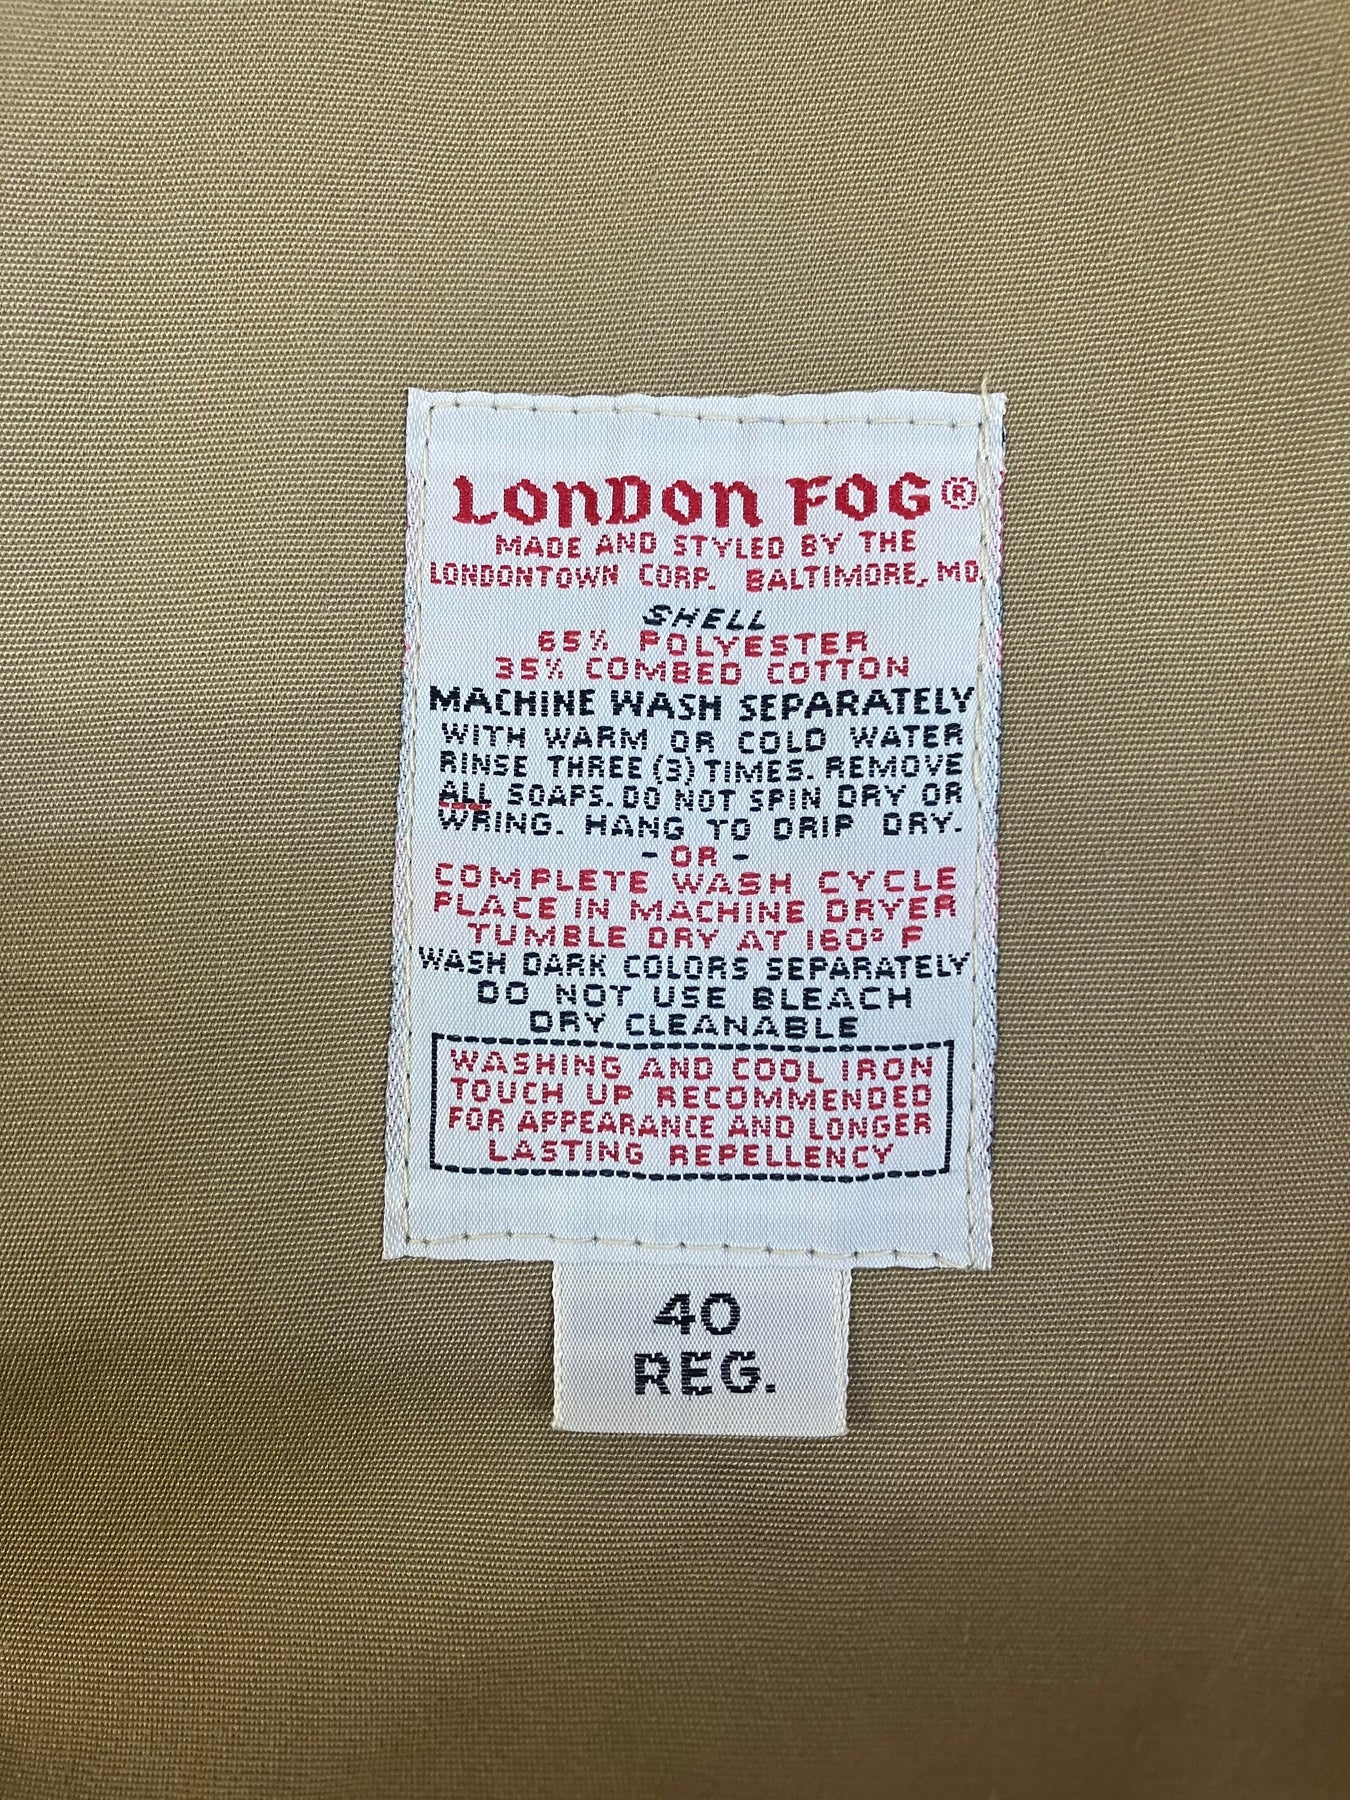 LONDON FOG®
MADE AND STYLED BY THE
LONDONTOWN CORP. BALTIMORE, MD.
SHELL
65% POLYESTER
35% COMBED COTTON
MACHINE WASH SEPARATELY
WITH WARM OR COLD WATER
RINSE THREE (3) TIMES. REMOVE
ALL SOAPS. DO NOT SPIN DRY OR
WRING. HANG TO DRIP DRY.
- OR -
COMPLETE WASH CYCLE
PLACE IN MACHINE DRYER
TUMBLE DRY AT 160° F
WASH DARK COLORS SEPARATELY
DO NOT USE BLEACH
DRY CLEANABLE
WASHING AND COOL IRON
TOUCH UP RECOMMENDED
FOR APPEARANCE AND LONGER
LASTING REPELLENCY
40
REG.